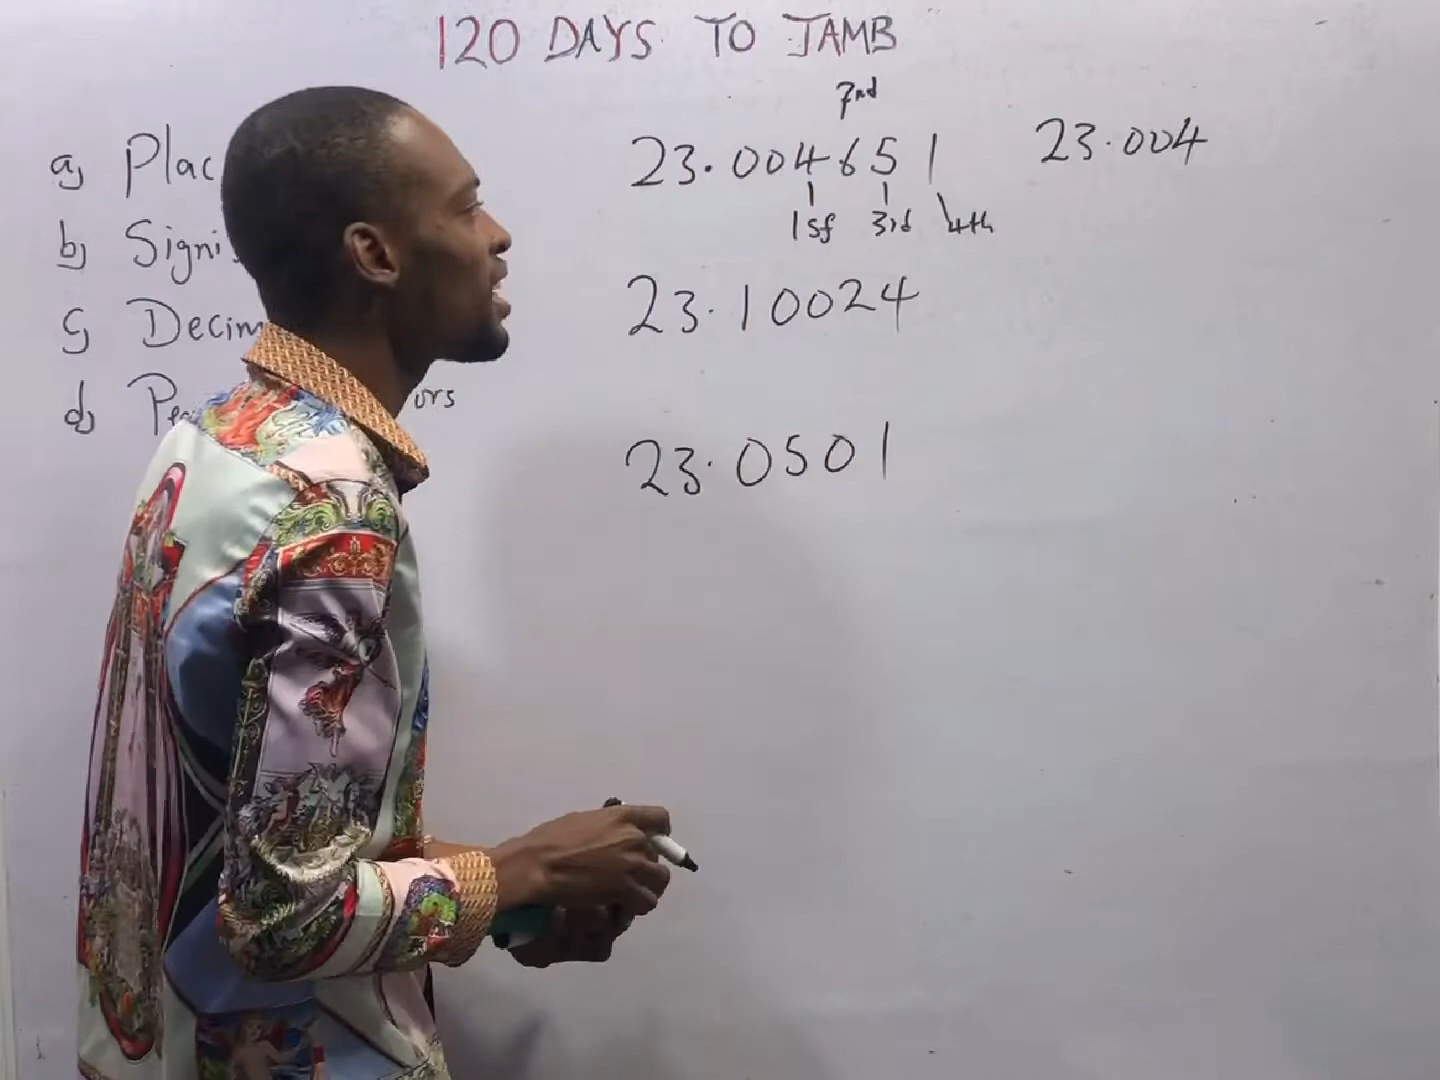 120 DAYS TO JAMB
a) Plac
b) Signi
c) Decim
d) Pe ors
2nd
23.004651
1sf 3rd 4th
23.004
23.10024
23.0501